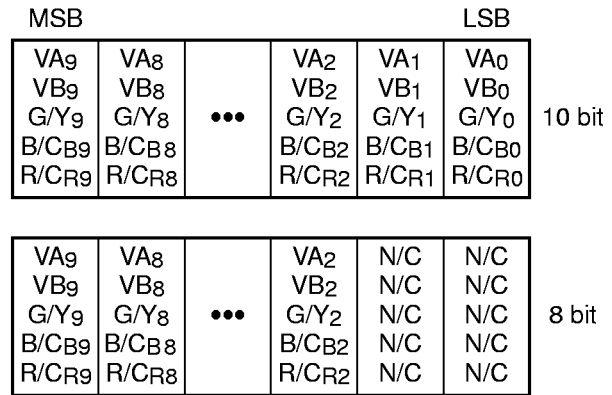 MSB LSB
VA9 VA8 VA2 VA1 VA0
VB9 VB8 VB2 VB1 VB0
G/Y9 G/Y8 ••• G/Y2 G/Y1 G/Y0 10 bit
B/CB9 B/CB8 B/CB2 B/CB1 B/CB0
R/CR9 R/CR8 R/CR2 R/CR1 R/CR0
VA9 VA8 VA2 N/C N/C
VB9 VB8 VB2 N/C N/C
G/Y9 G/Y8 ••• G/Y2 N/C N/C 8 bit
B/CB9 B/CB8 B/CB2 N/C N/C
R/CR9 R/CR8 R/CR2 N/C N/C